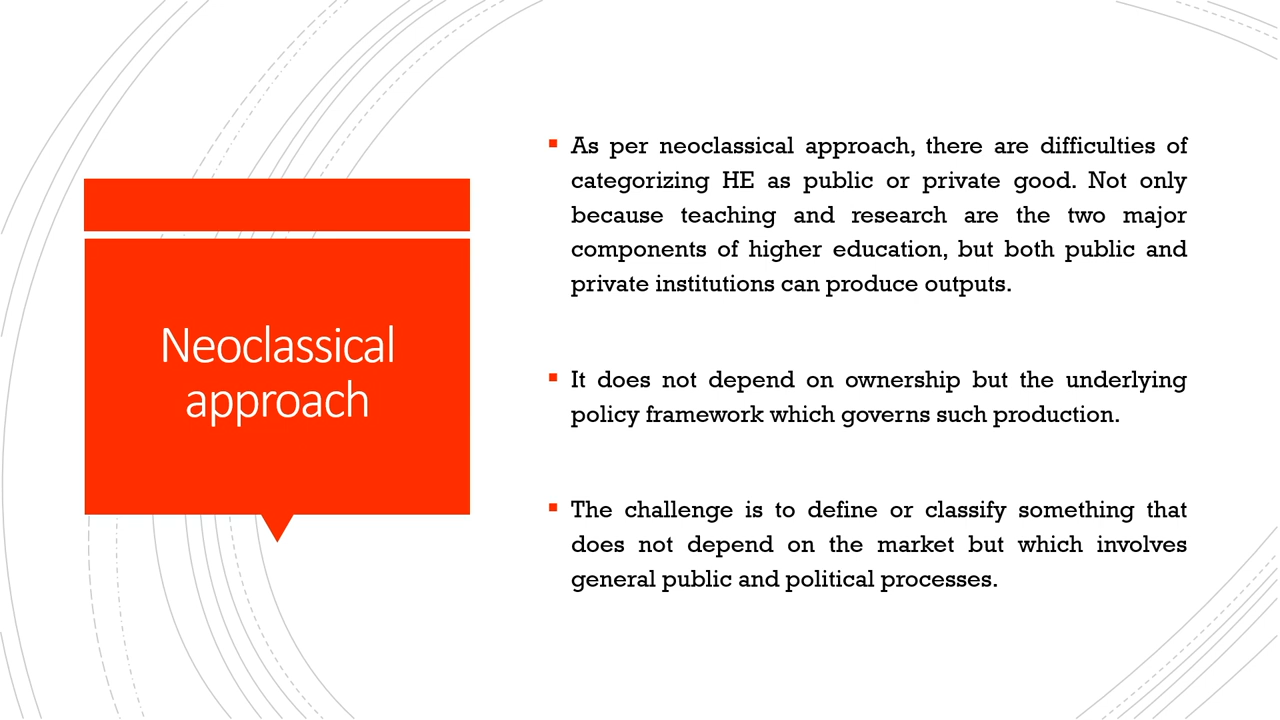 Neoclassical
approach
As per neoclassical approach, there are difficulties of
categorizing HE as public or private good. Not only
because teaching and research are the two major
components of higher education, but both public and
private institutions can produce outputs.
It does not depend on ownership but the underlying
policy framework which governs such production.
The challenge is to define or classify something that
does not depend on the market but which involves
general public and political processes.